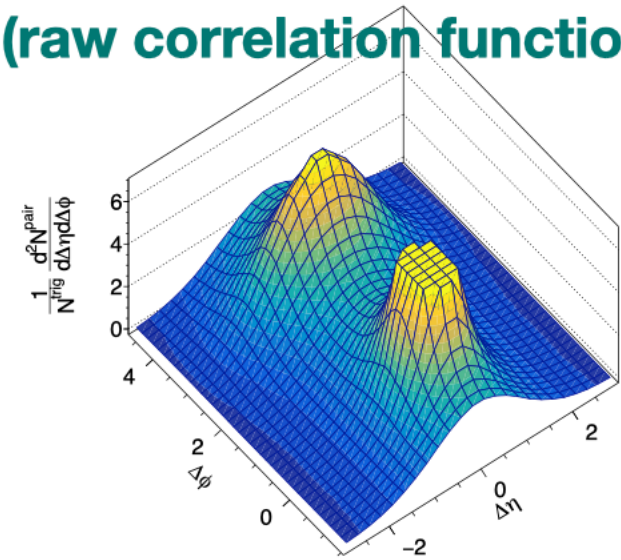 (raw correlation functio
1
N^trig
d²N^pair
dΔηdΔϕ
6
4
2
0
4
2
0
Δϕ
−2
0
2
Δη